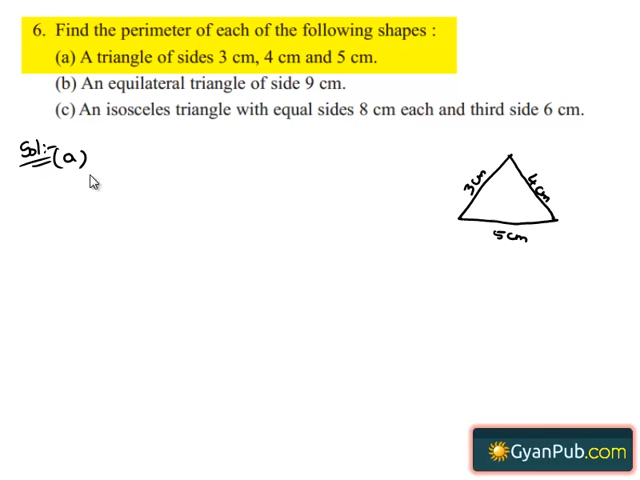 6. Find the perimeter of each of the following shapes :
(a) A triangle of sides 3 cm, 4 cm and 5 cm.
(b) An equilateral triangle of side 9 cm.
(c) An isosceles triangle with equal sides 8 cm each and third side 6 cm.
Sol:- (a)
3cm
4cm
5cm
GyanPub.com